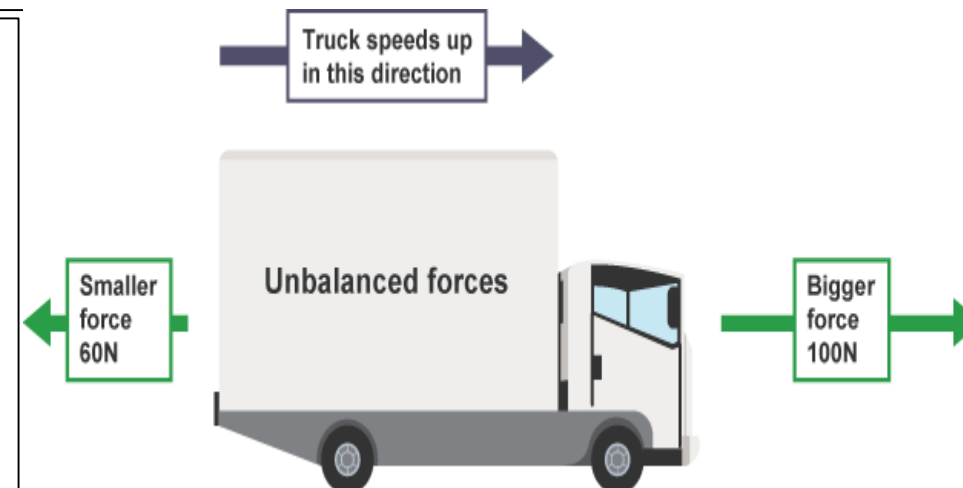 Truck speeds up
in this direction
Unbalanced forces
Smaller
force
60N
Bigger
force
100N